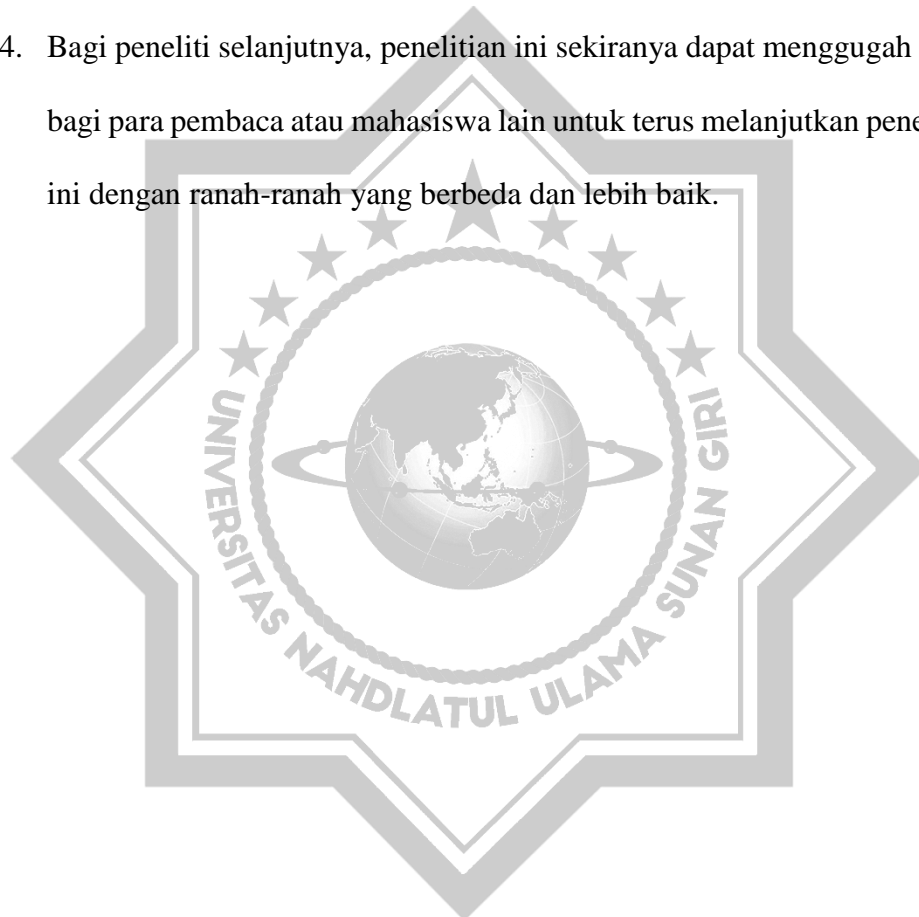 4. Bagi peneliti selanjutnya, penelitian ini sekiranya dapat menggugah
bagi para pembaca atau mahasiswa lain untuk terus melanjutkan
ini dengan ranah-ranah yang berbeda dan lebih baik.
UNIVERSITAS NAHDLATUL ULAMA SUNAN GIRI